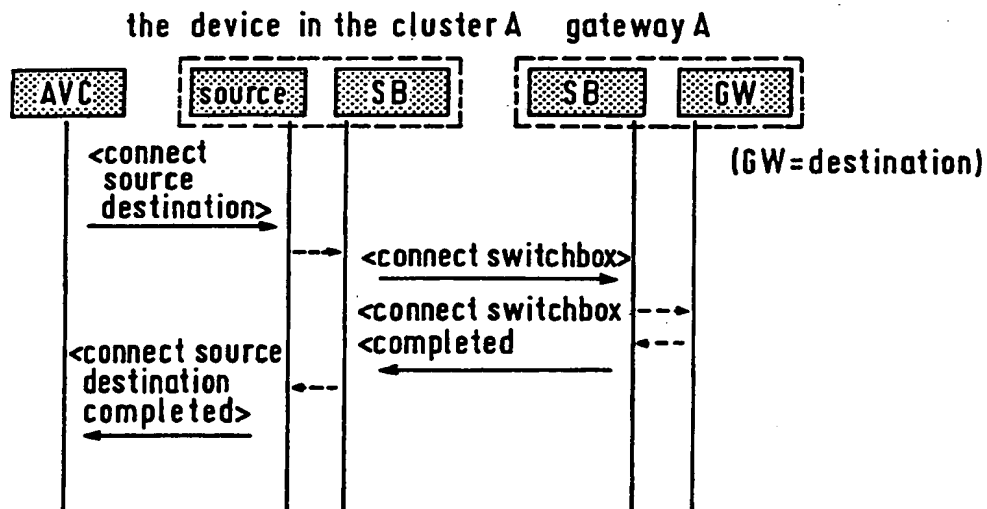 the device in the cluster A gateway A
AVC source SB SB GW
(GW=destination)
<connect
source
destination>
<connect switchbox>
<connect switchbox
<completed
<connect source
destination
completed>